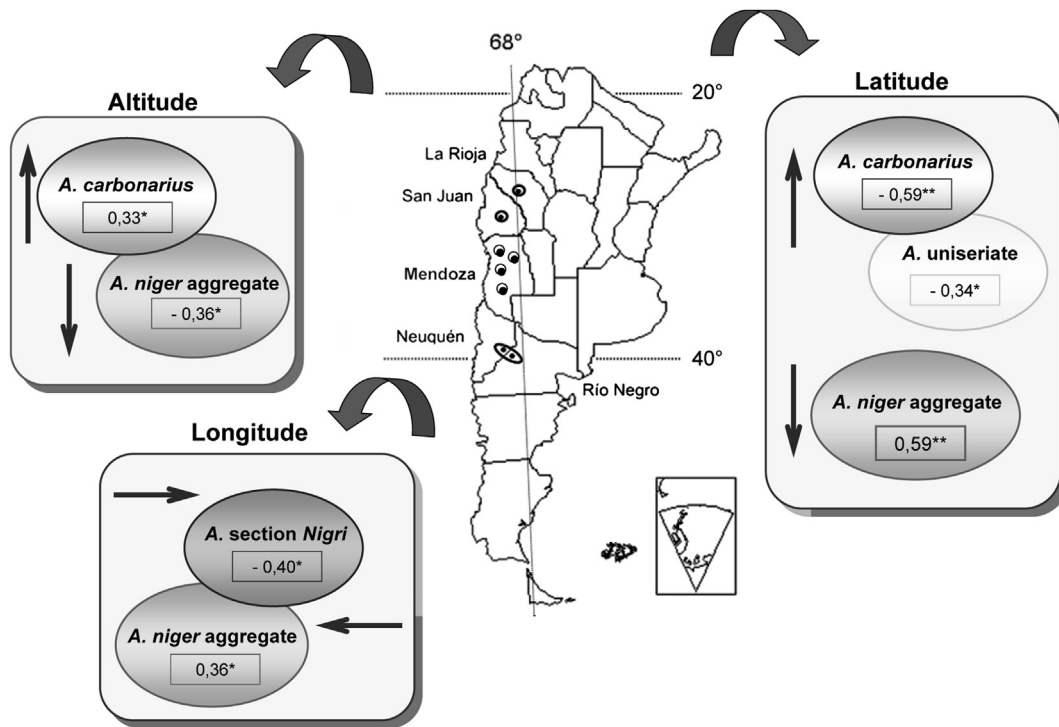 Altitude
A. carbonarius
0,33*
A. niger aggregate
- 0,36*
68°
20°
La Rioja
San Juan
Mendoza
Neuquén
40°
Río Negro
Latitude
A. carbonarius
- 0,59**
A. uniseriate
- 0,34*
A. niger aggregate
0,59**
Longitude
A. section Nigri
- 0,40*
A. niger aggregate
0,36*